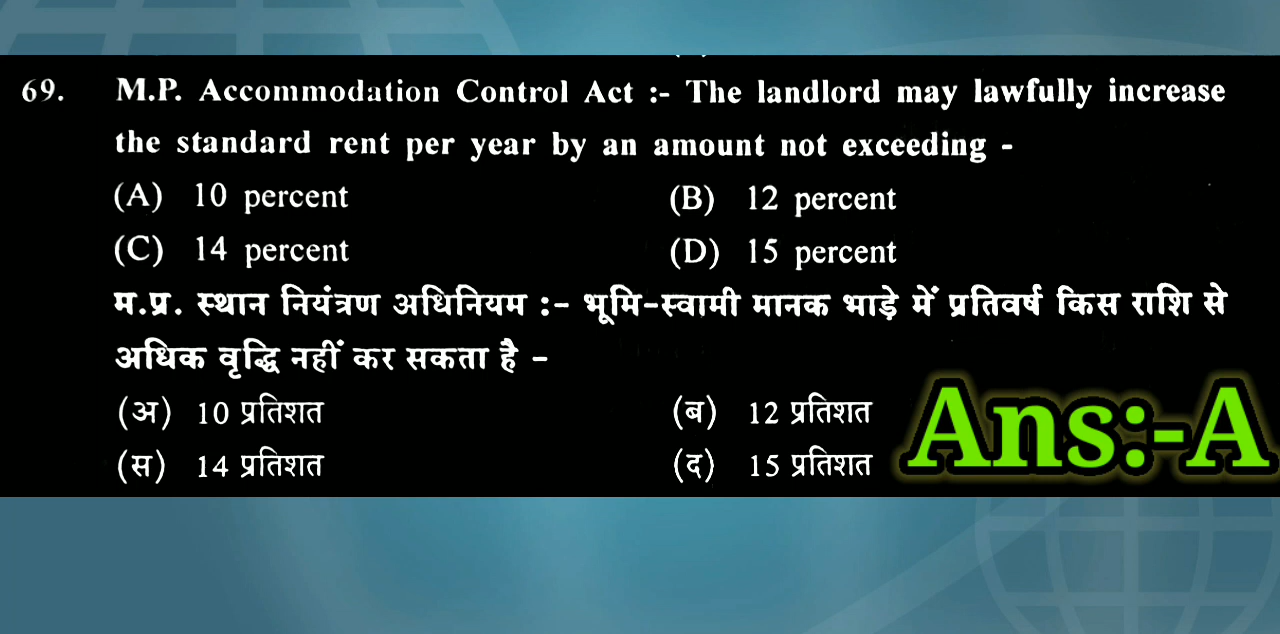 69. M.P. Accommodation Control Act :- The landlord may lawfully increase
the standard rent per year by an amount not exceeding -
(A) 10 percent (B) 12 percent
(C) 14 percent (D) 15 percent
म.प्र. स्थान नियंत्रण अधिनियम :- भूमि-स्वामी मानक भाड़े में प्रतिवर्ष किस राशि से
अधिक वृद्धि नहीं कर सकता है -
(अ) 10 प्रतिशत (ब) 12 प्रतिशत
(स) 14 प्रतिशत (द) 15 प्रतिशत
Ans:-A